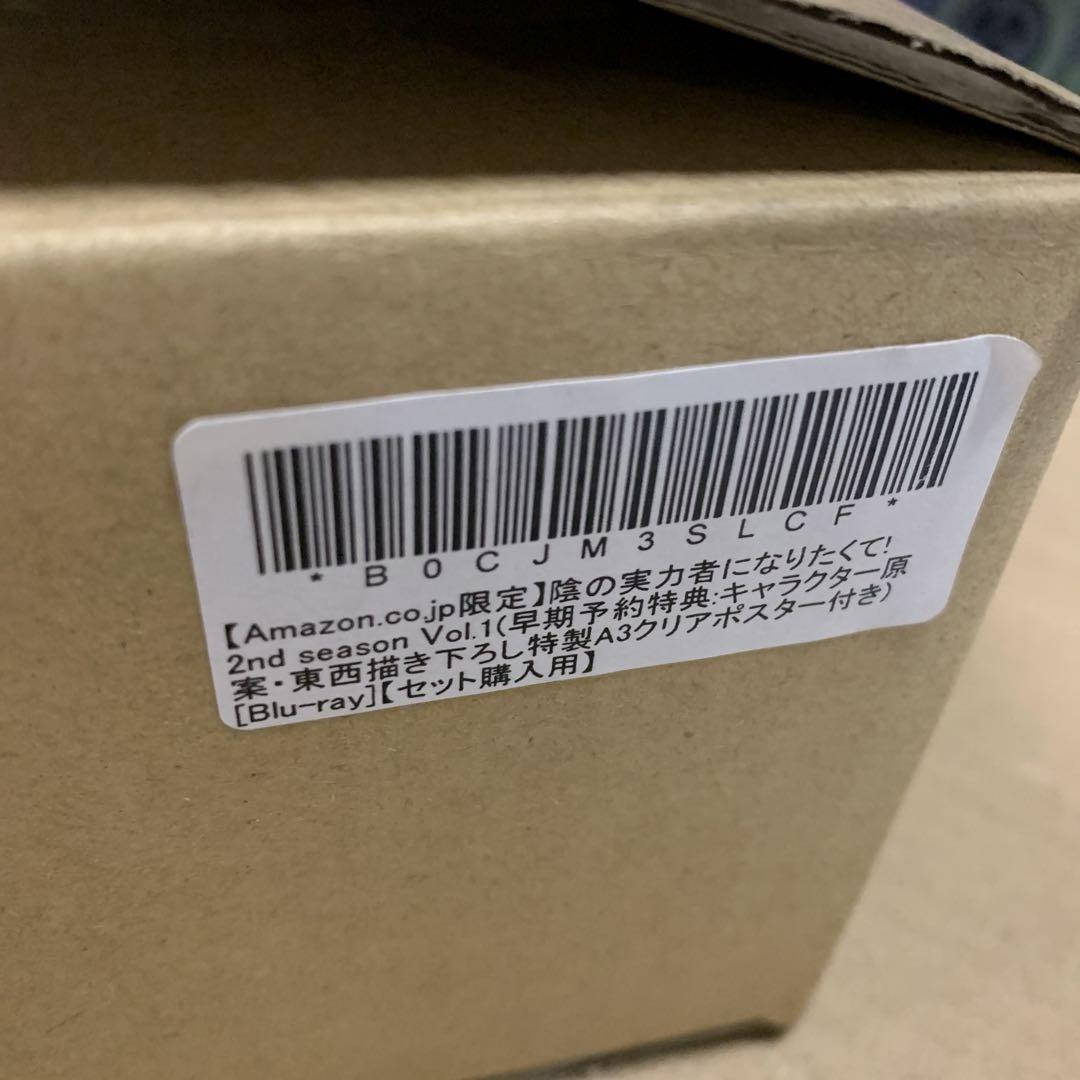 *B0CJM3SLCF*
【Amazon.co.jp限定】陰の実力者になりたくて!
2nd season Vol.1(早期予約特典:キャラクター原
案・東西描き下ろし特製A3クリアポスター付き)
[Blu-ray]【セット購入用】